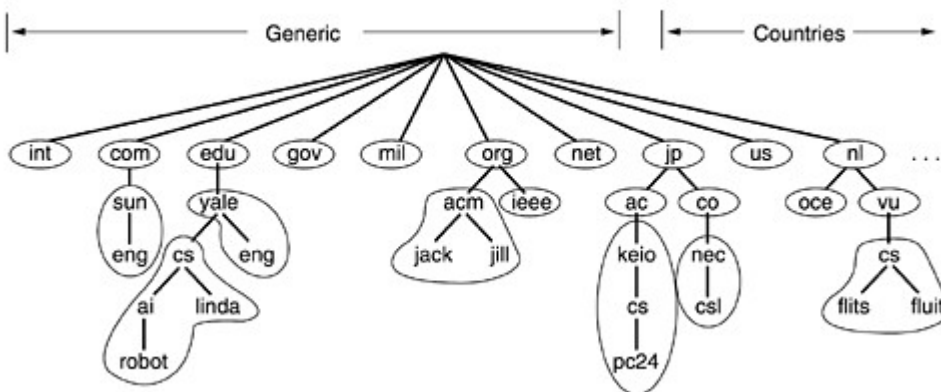 Generic Countries
int com edu gov mil org net jp us nl ...
sun yale acm ieee ac co oce vu
eng cs eng jack jill keio nec cs
ai linda cs csl flits fluit
robot pc24